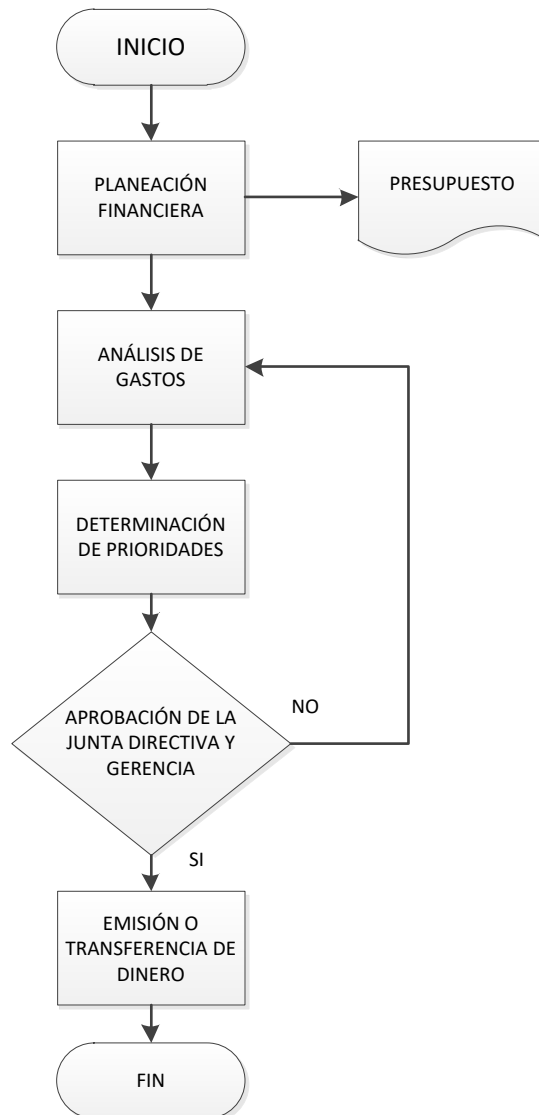 INICIO
PLANEACIÓN
FINANCIERA
PRESUPUESTO
ANÁLISIS DE
GASTOS
DETERMINACIÓN
DE PRIORIDADES
APROBACIÓN DE LA
JUNTA DIRECTIVA Y
GERENCIA
NO
SI
EMISIÓN O
TRANSFERENCIA DE
DINERO
FIN